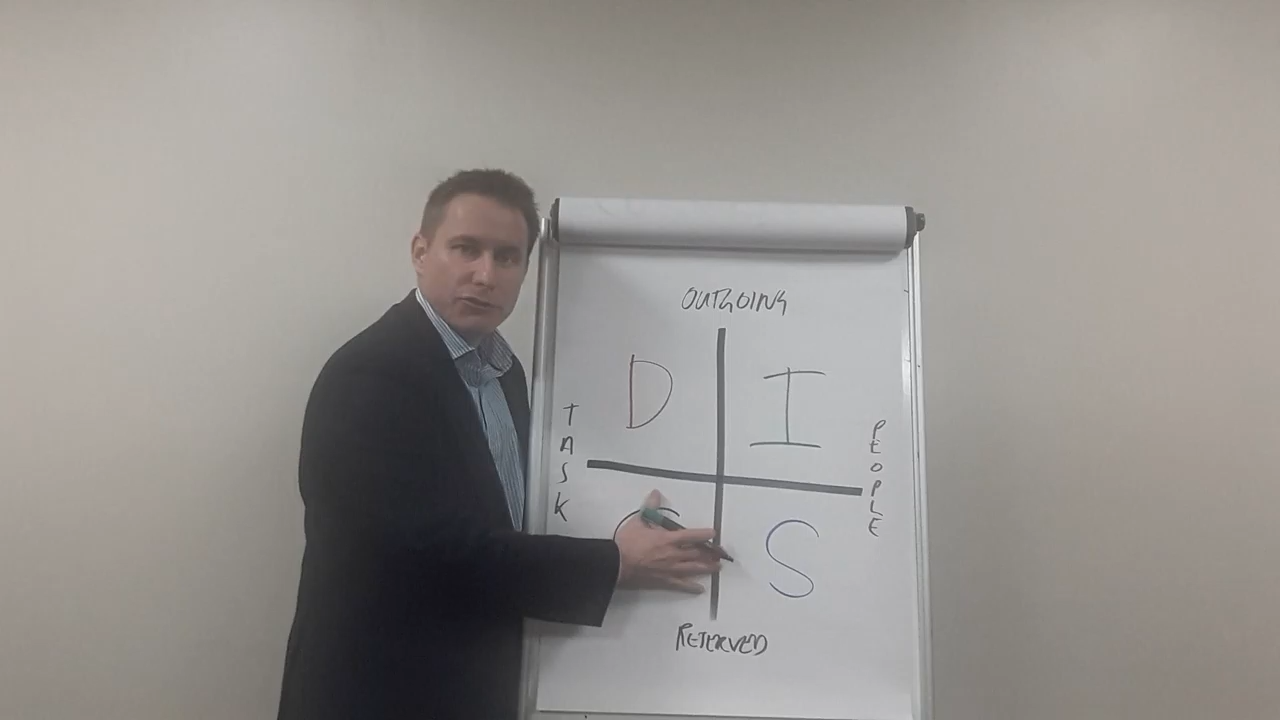 OUTGOING
D I
TASK
PEOPLE
C S
RESERVED